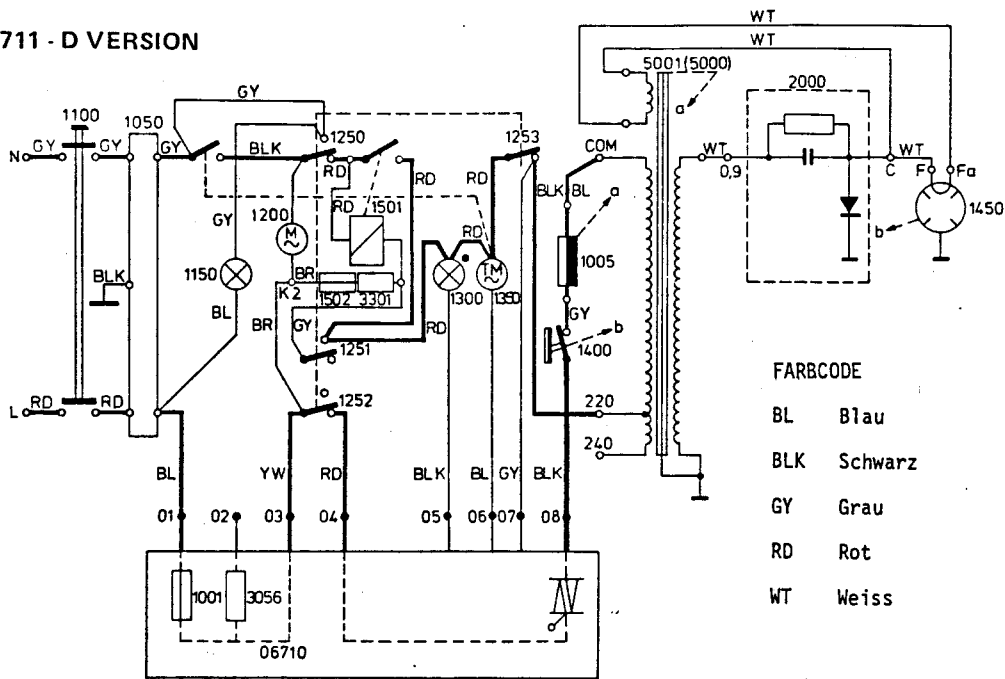 711 - D VERSION
WT
WT
5001(5000)
2000
a
1100
1050
GY
1250
1253
N
GY
GY
GY
BLK
RD
RD
RD
COM
WT
0,9
C
WT
F
Fa
1450
b
BLK
BL
a
GY
1200
M
RD
1501
RD
TM
1005
BLK
1150
BR
K2
1502
3301
1300
1350
BL
BR
GY
1251
RD
GY
1400
b
1252
L
RD
RD
220
240
BL
YW
RD
BLK
BL
GY
BLK
01
02
03
04
05
06
07
08
1001
3056
06710
FARBCODE
BL Blau
BLK Schwarz
GY Grau
RD Rot
WT Weiss